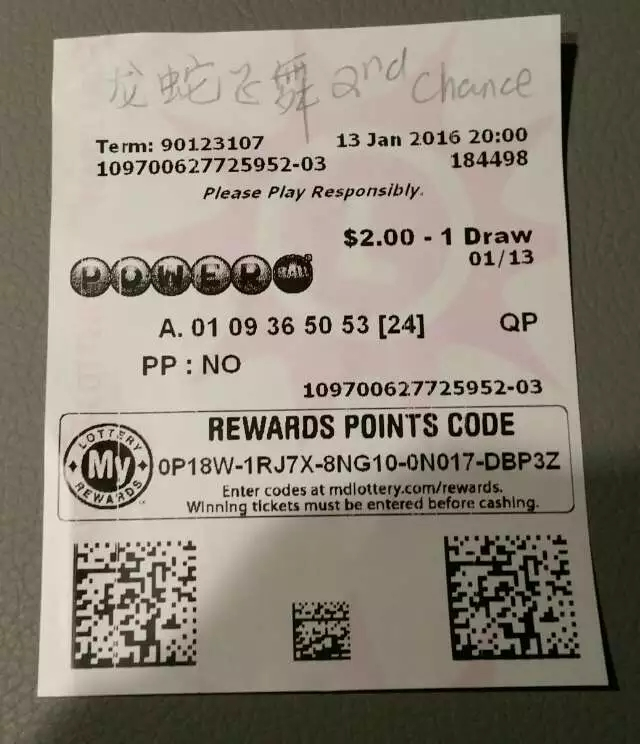 龙蛇飞舞 2nd Chance
Term: 90123107 13 Jan 2016 20:00
109700627725952-03 184498
Please Play Responsibly.
$2.00 - 1 Draw
01/13
POWERBALL
A. 01 09 36 50 53 [24] QP
PP : NO
109700627725952-03
REWARDS POINTS CODE
LOTTERY My REWARDS
0P18W-1RJ7X-8NG10-0N017-DBP3Z
Enter codes at mdlottery.com/rewards.
Winning tickets must be entered before cashing.